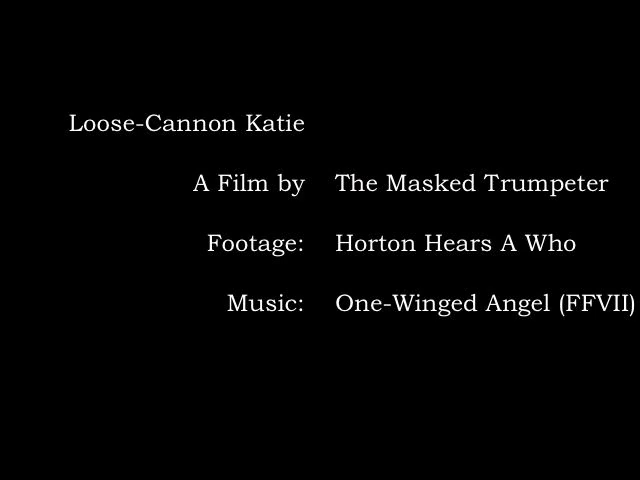 Loose-Cannon Katie
A Film by The Masked Trumpeter
Footage: Horton Hears A Who
Music: One-Winged Angel (FFVII)